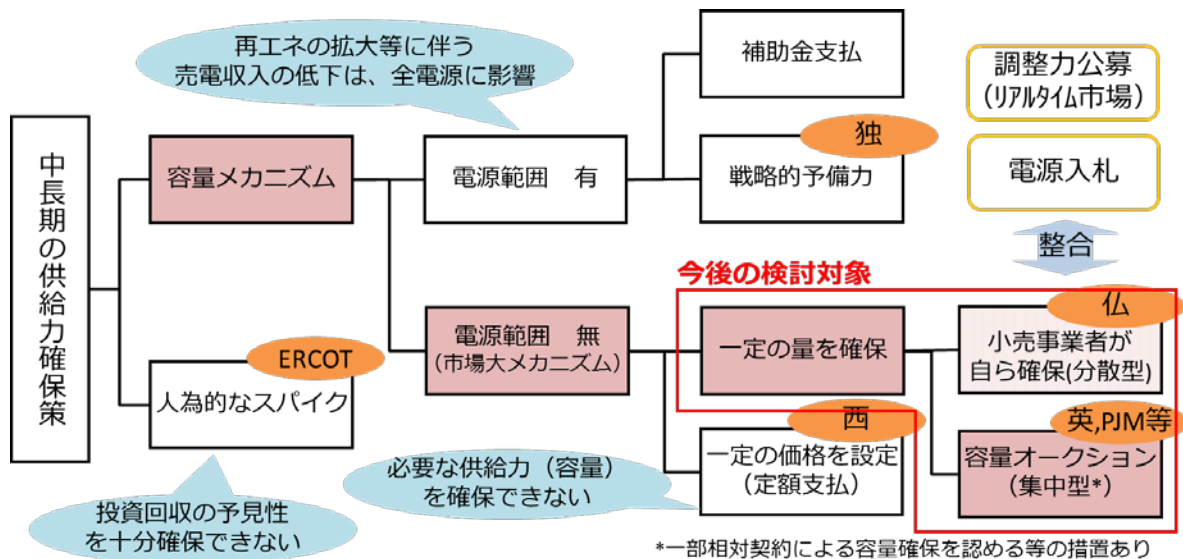 再エネの拡大等に伴う
売電収入の低下は、全電源に影響
補助金支払
調整力公募
（リアルタイム市場）
中長期の供給力確保策
容量メカニズム
電源範囲　有
独
戦略的予備力
電源入札
整合
今後の検討対象
ERCOT
人為的なスパイク
電源範囲　無
（市場大メカニズム）
一定の量を確保
仏
小売事業者が
自ら確保(分散型)
西
一定の価格を設定
（定額支払）
英,PJM等
容量オークション
（集中型*）
必要な供給力（容量）
を確保できない
投資回収の予見性
を十分確保できない
*一部相対契約による容量確保を認める等の措置あり